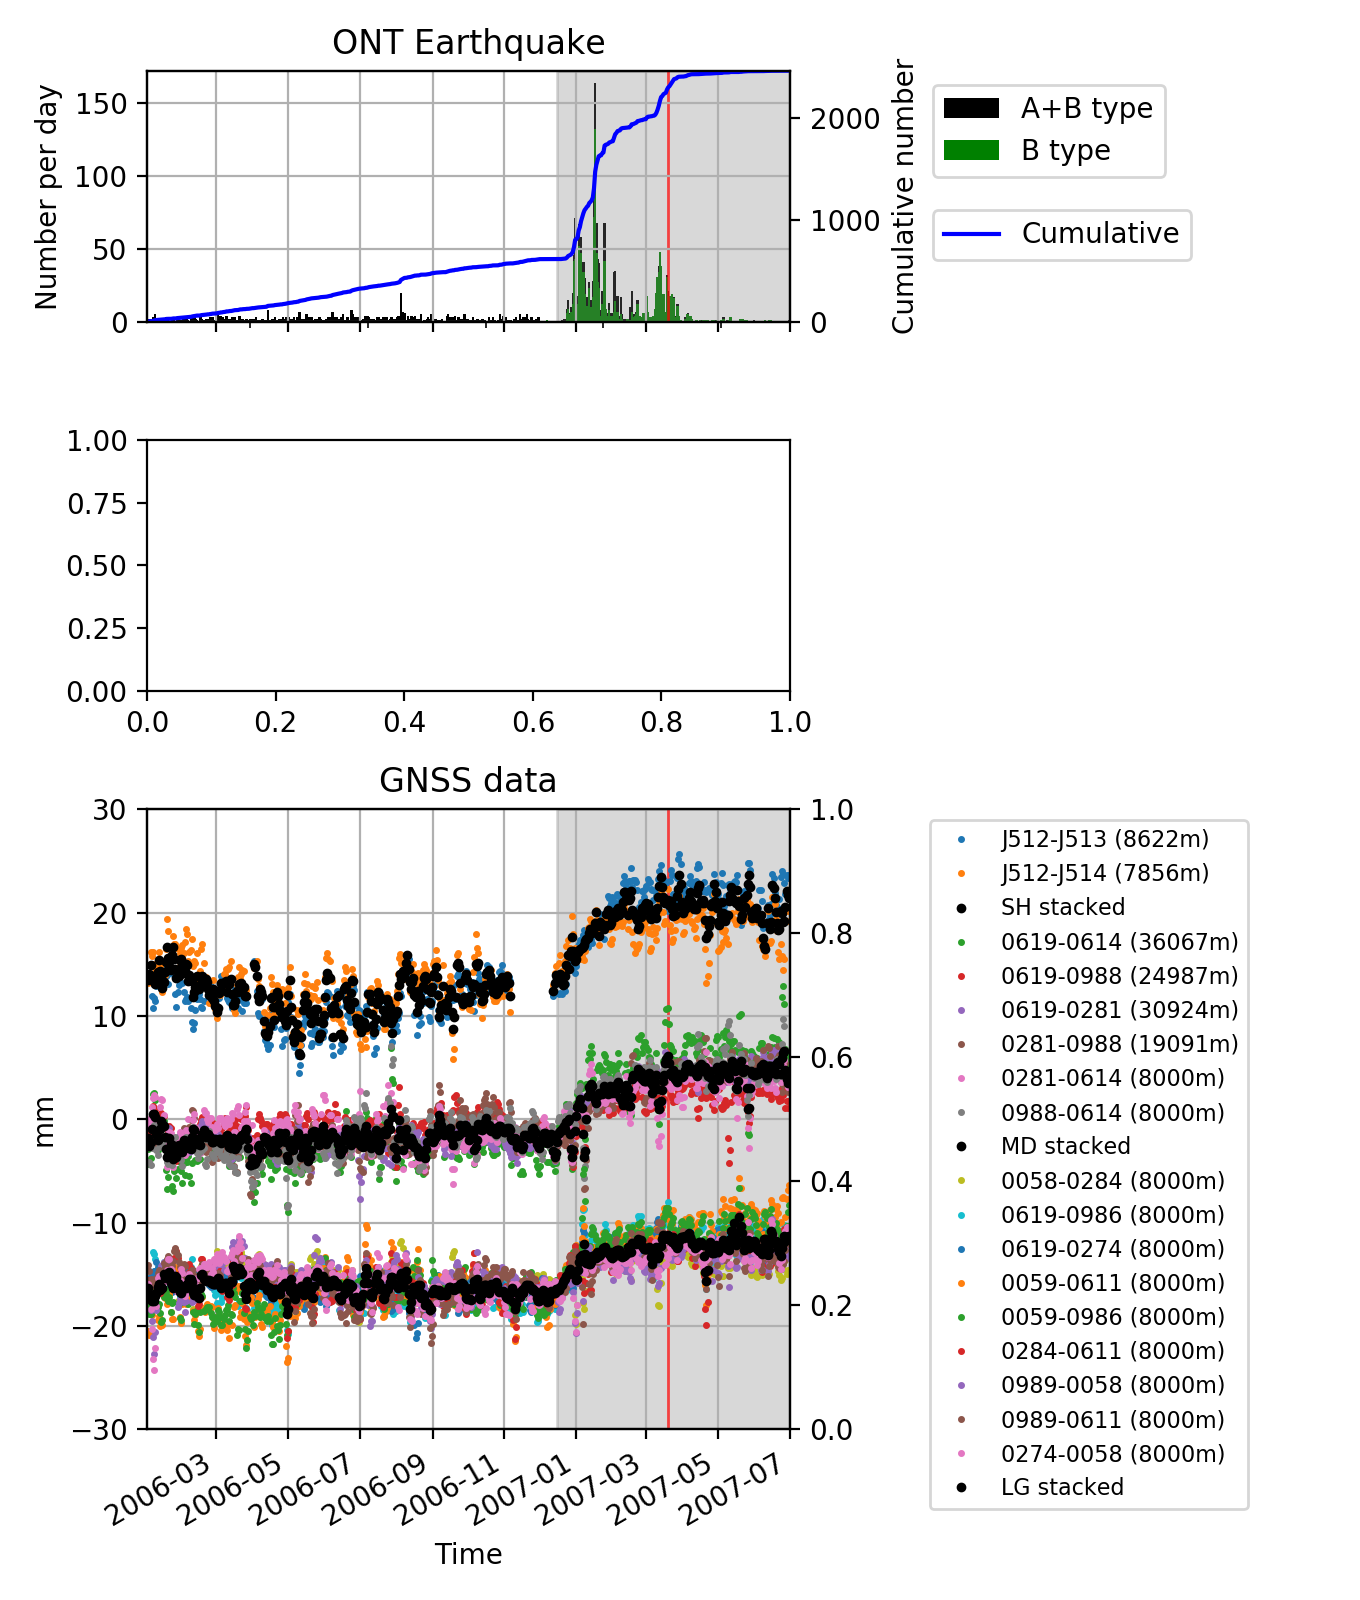 ONT Earthquake
Number per day
150
100
50
0
2000
1000
0
Cumulative number
A+B type
B type
Cumulative
1.00
0.75
0.50
0.25
0.00
0.0 0.2 0.4 0.6 0.8 1.0
GNSS data
mm
30
20
10
0
−10
−20
−30
1.0
0.8
0.6
0.4
0.2
0.0
2006-03 2006-05 2006-07 2006-09 2006-11 2007-01 2007-03 2007-05 2007-07
Time
J512-J513 (8622m)
J512-J514 (7856m)
SH stacked
0619-0614 (36067m)
0619-0988 (24987m)
0619-0281 (30924m)
0281-0988 (19091m)
0281-0614 (8000m)
0988-0614 (8000m)
MD stacked
0058-0284 (8000m)
0619-0986 (8000m)
0619-0274 (8000m)
0059-0611 (8000m)
0059-0986 (8000m)
0284-0611 (8000m)
0989-0058 (8000m)
0989-0611 (8000m)
0274-0058 (8000m)
LG stacked